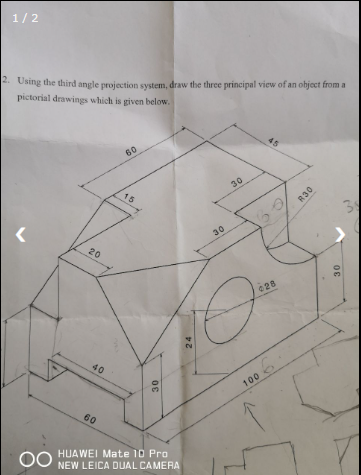 1 / 2
2. Using the third angle projection system, draw the three principal view of an object from a
pictorial drawings which is given below.
60
45
15
30
R30
30
20
30
ø28
24
40
30
100
60
HUAWEI Mate 10 Pro
NEW LEICA DUAL CAMERA